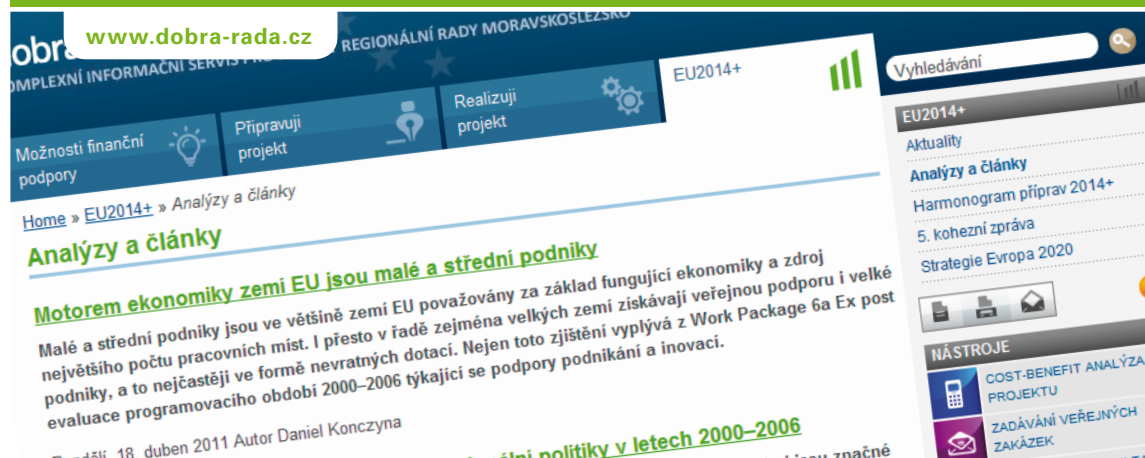 www.dobra-rada.cz
REGIONÁLNÍ RADY MORAVSKOSLEZSKO
INFORMAČNÍ
Možnosti finanční
podpory
Připravuji
projekt
Realizuji
projekt
EU2014+
Vyhledávání
Home » EU2014+ » Analýzy a články
Analýzy a články
Motorem ekonomiky zemí EU jsou malé a střední podniky
Malé a střední podniky jsou ve většině zemí EU považovány za základ fungující ekonomiky a zdroj
největšího počtu pracovních míst. I přesto v řadě zejména velkých zemí získávají veřejnou podporu i velké
podniky, a to nejčastěji ve formě nevratných dotací. Nejen toto zjištění vyplývá z Work Package 6a Ex post
evaluace programovacího období 2000–2006 týkající se podpory podnikání a inovací.
18. duben 2011 Autor Daniel Konczyna
politiky v letech 2000–2006
jsou značné
EU2014+
Aktuality
Analýzy a články
Harmonogram příprav 2014+
5. kohezní zpráva
Strategie Evropa 2020
NÁSTROJE
COST-BENEFIT ANALÝZA
PROJEKTU
ZADÁVÁNÍ VEŘEJNÝCH
ZAKÁZEK